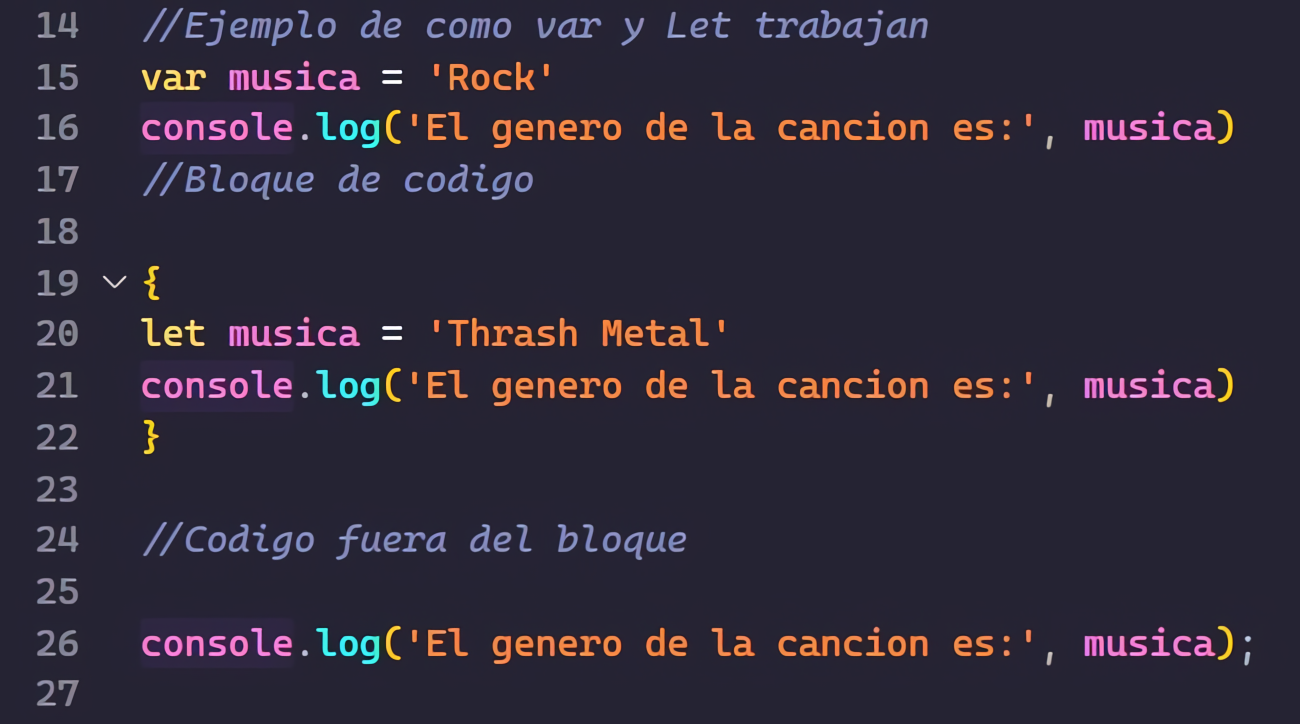 14 //Ejemplo de como var y Let trabajan
15 var musica = 'Rock'
16 console.log('El genero de la cancion es:', musica)
17 //Bloque de codigo
18
19 {
20 let musica = 'Thrash Metal'
21 console.log('El genero de la cancion es:', musica)
22 }
23
24 //Codigo fuera del bloque
25
26 console.log('El genero de la cancion es:', musica);
27